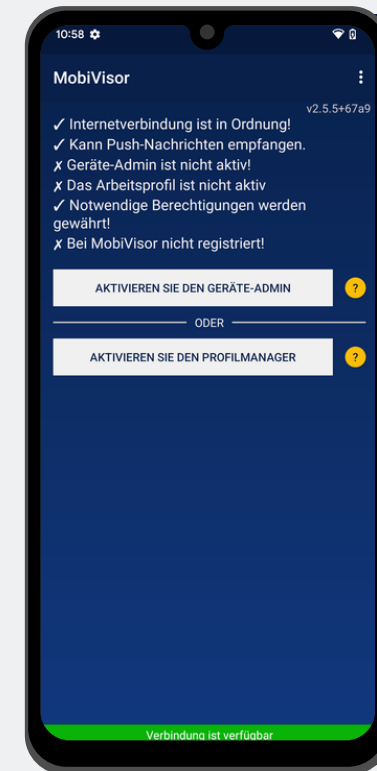 10:58
MobiVisor
v2.5.5+67a9
✓ Internetverbindung ist in Ordnung!
✓ Kann Push-Nachrichten empfangen.
✗ Geräte-Admin ist nicht aktiv!
✗ Das Arbeitsprofil ist nicht aktiv
✓ Notwendige Berechtigungen werden
gewährt!
✗ Bei MobiVisor nicht registriert!
AKTIVIEREN SIE DEN GERÄTE-ADMIN
?
ODER
AKTIVIEREN SIE DEN PROFILMANAGER
?
Verbindung ist verfügbar